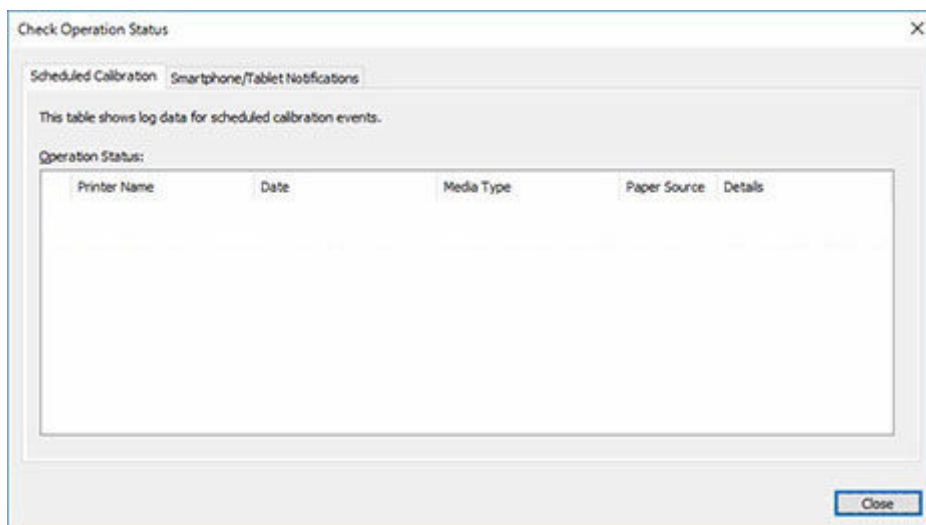 Check Operation Status
Scheduled Calibration Smartphone/Tablet Notifications
This table shows log data for scheduled calibration events.
Operation Status:
Printer Name Date Media Type Paper Source Details
Close